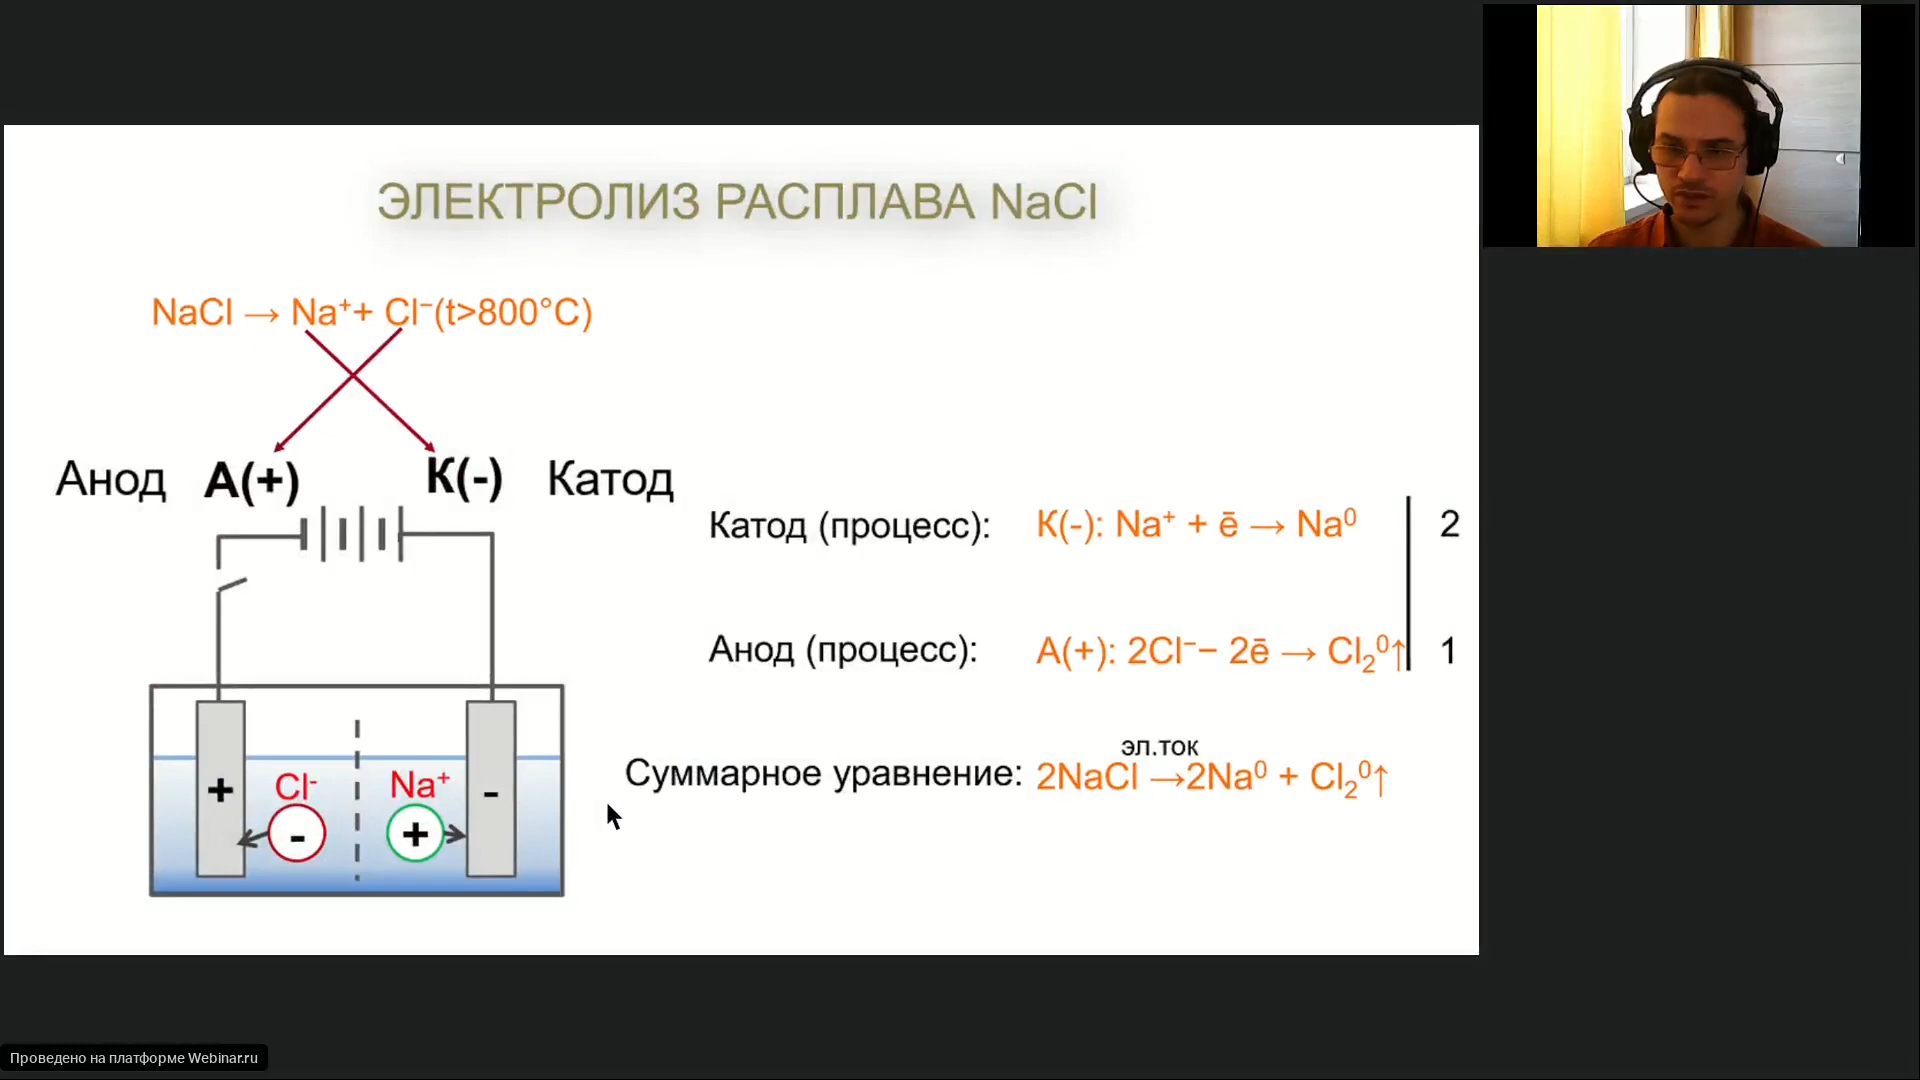 ЭЛЕКТРОЛИЗ РАСПЛАВА NaCl
NaCl → Na⁺+ Cl⁻(t>800°C)
Анод А(+) К(-) Катод
Катод (процесс): К(-): Na⁺ + ē → Na⁰ 2
Анод (процесс): А(+): 2Cl⁻− 2ē → Cl₂⁰↑ 1
эл.ток
Суммарное уравнение: 2NaCl →2Na⁰ + Cl₂⁰↑
Cl⁻ Na⁺
+ -
- +
Проведено на платформе Webinar.ru